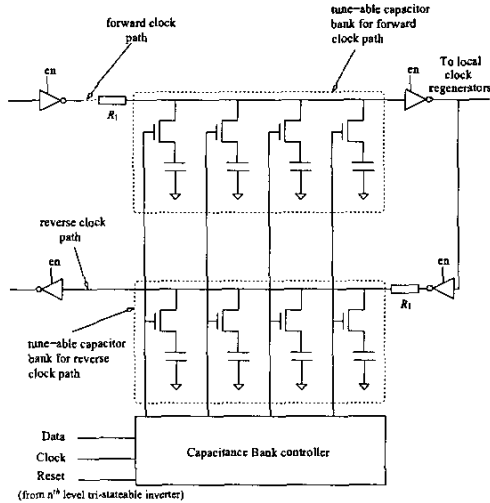 forward clock
path
tune-able capacitor
bank for forward
clock path
To local
clock
regenerators
en
en
R1
reverse clock
path
en
en
R1
tune-able capacitor
bank for reverse
clock path
Data
Clock
Reset
Capacitance Bank controller
(from nth level tri-stateable inverter)